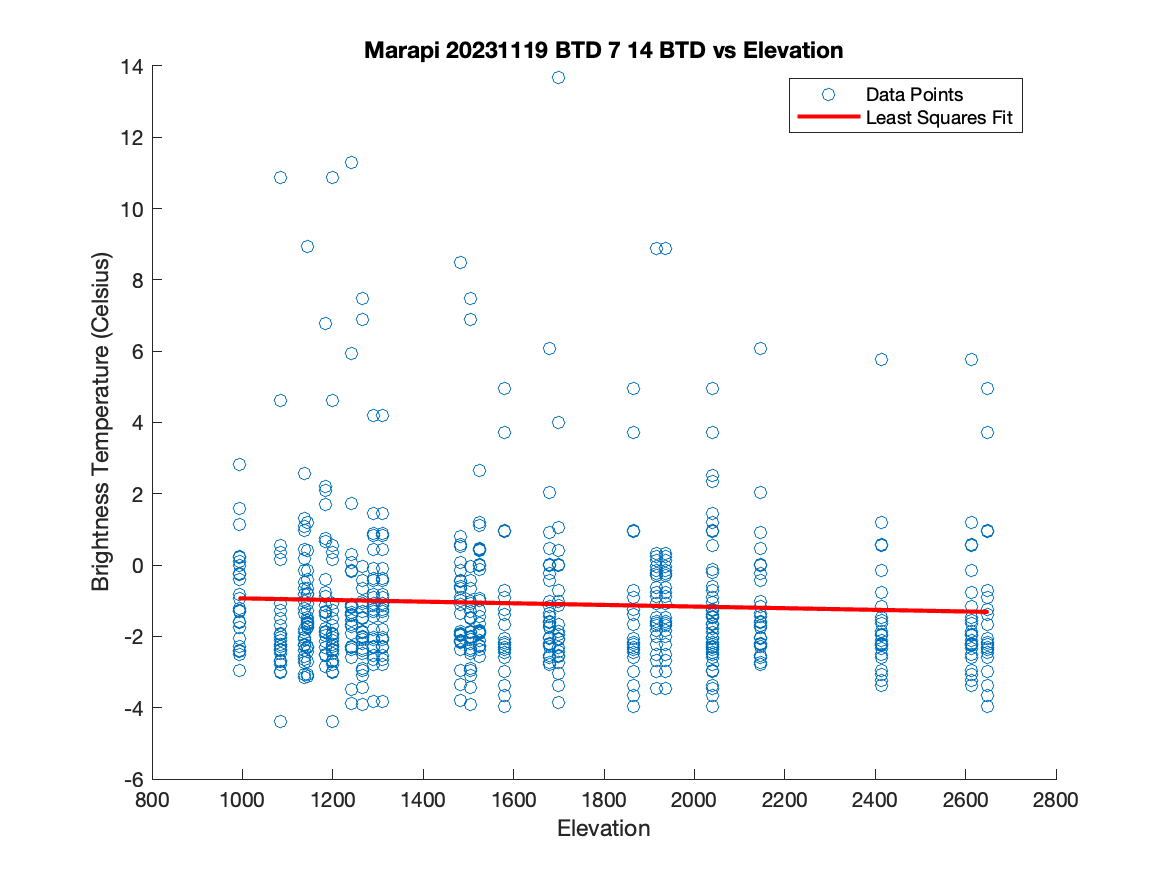 Marapi 20231119 BTD 7 14 BTD vs Elevation
Data Points
Least Squares Fit
Brightness Temperature (Celsius)
14
12
10
8
6
4
2
0
-2
-4
-6
800 1000 1200 1400 1600 1800 2000 2200 2400 2600 2800
Elevation